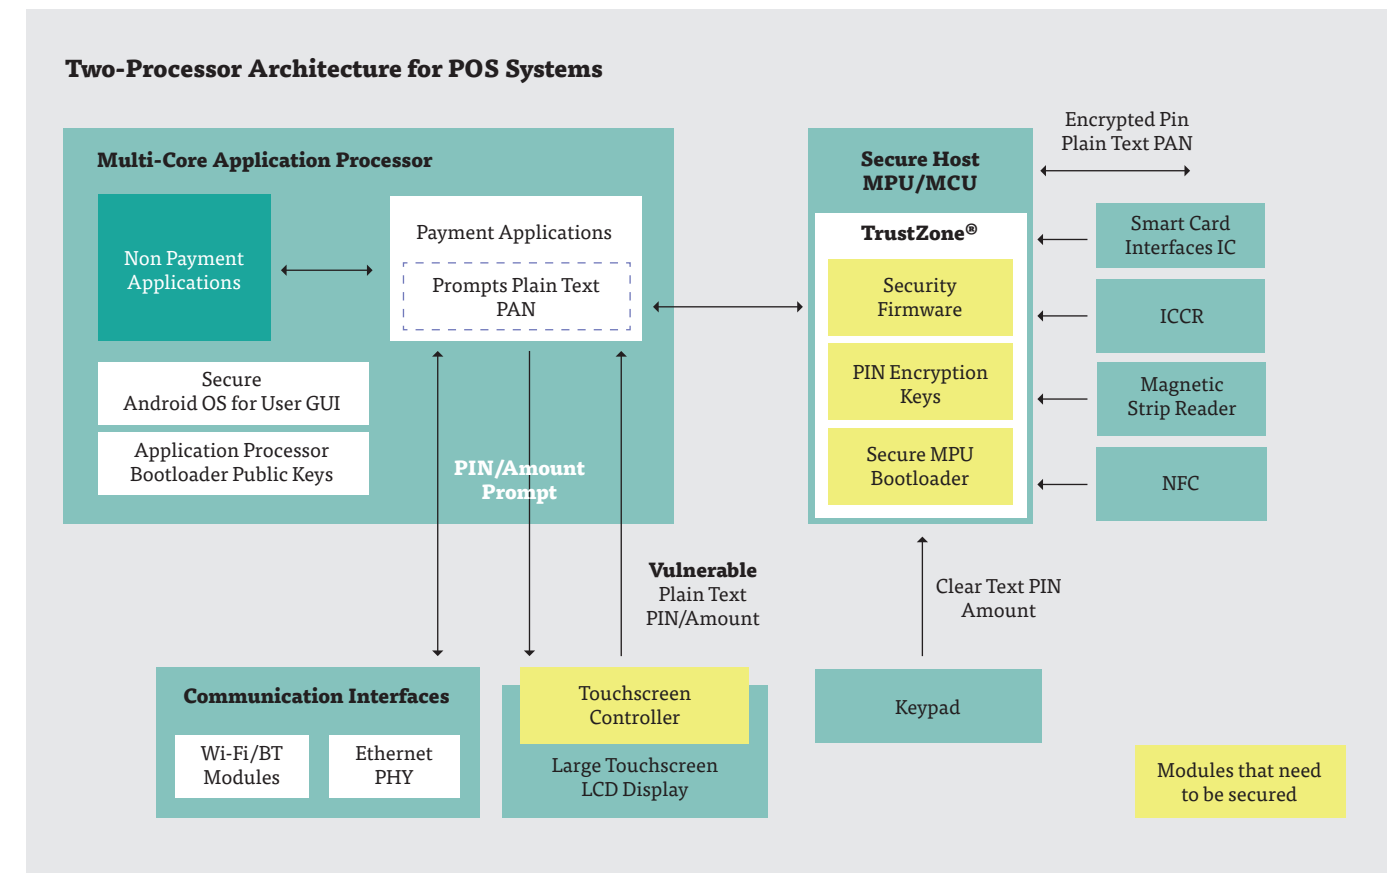 Two-Processor Architecture for POS Systems
Multi-Core Application Processor
Non Payment
Applications
Payment Applications
Prompts Plain Text
PAN
Secure
Android OS for User GUI
Application Processor
Bootloader Public Keys
PIN/Amount
Prompt
Secure Host
MPU/MCU
TrustZone®
Security
Firmware
PIN Encryption
Keys
Secure MPU
Bootloader
Encrypted Pin
Plain Text PAN
Smart Card
Interfaces IC
ICCR
Magnetic
Strip Reader
NFC
Vulnerable
Plain Text
PIN/Amount
Clear Text PIN
Amount
Communication Interfaces
Wi-Fi/BT
Modules
Ethernet
PHY
Touchscreen
Controller
Large Touchscreen
LCD Display
Keypad
Modules that need
to be secured